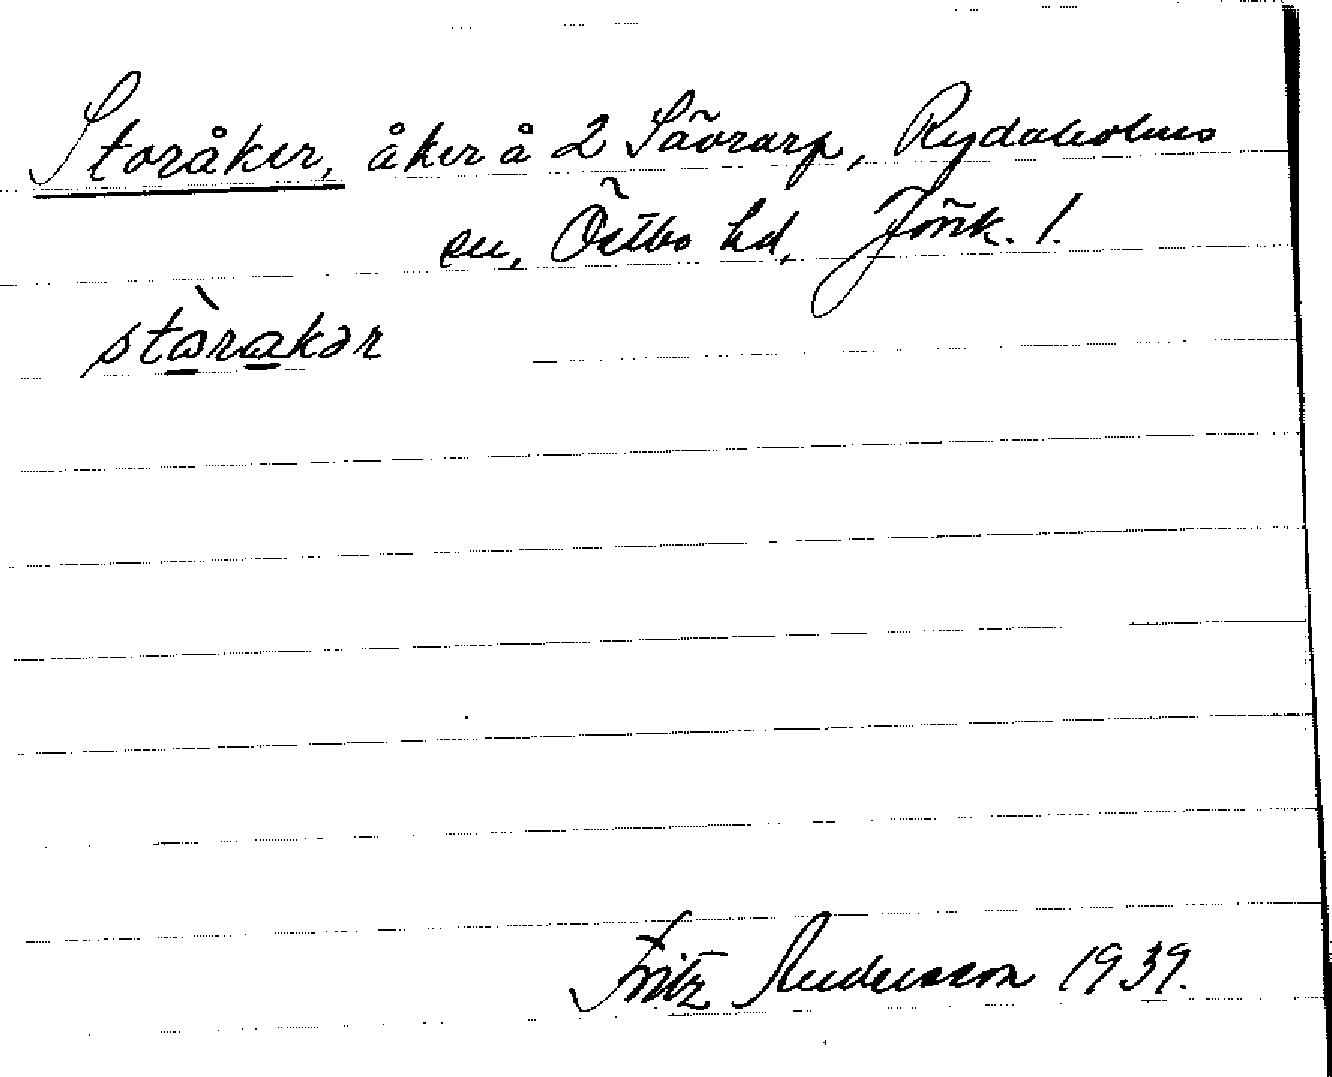 Storåker, åker å 2 Sävrarp, Rydaholms
sn, Östbo hd, Jönk. l.
stòrakər
Fritz Andersson 1939.